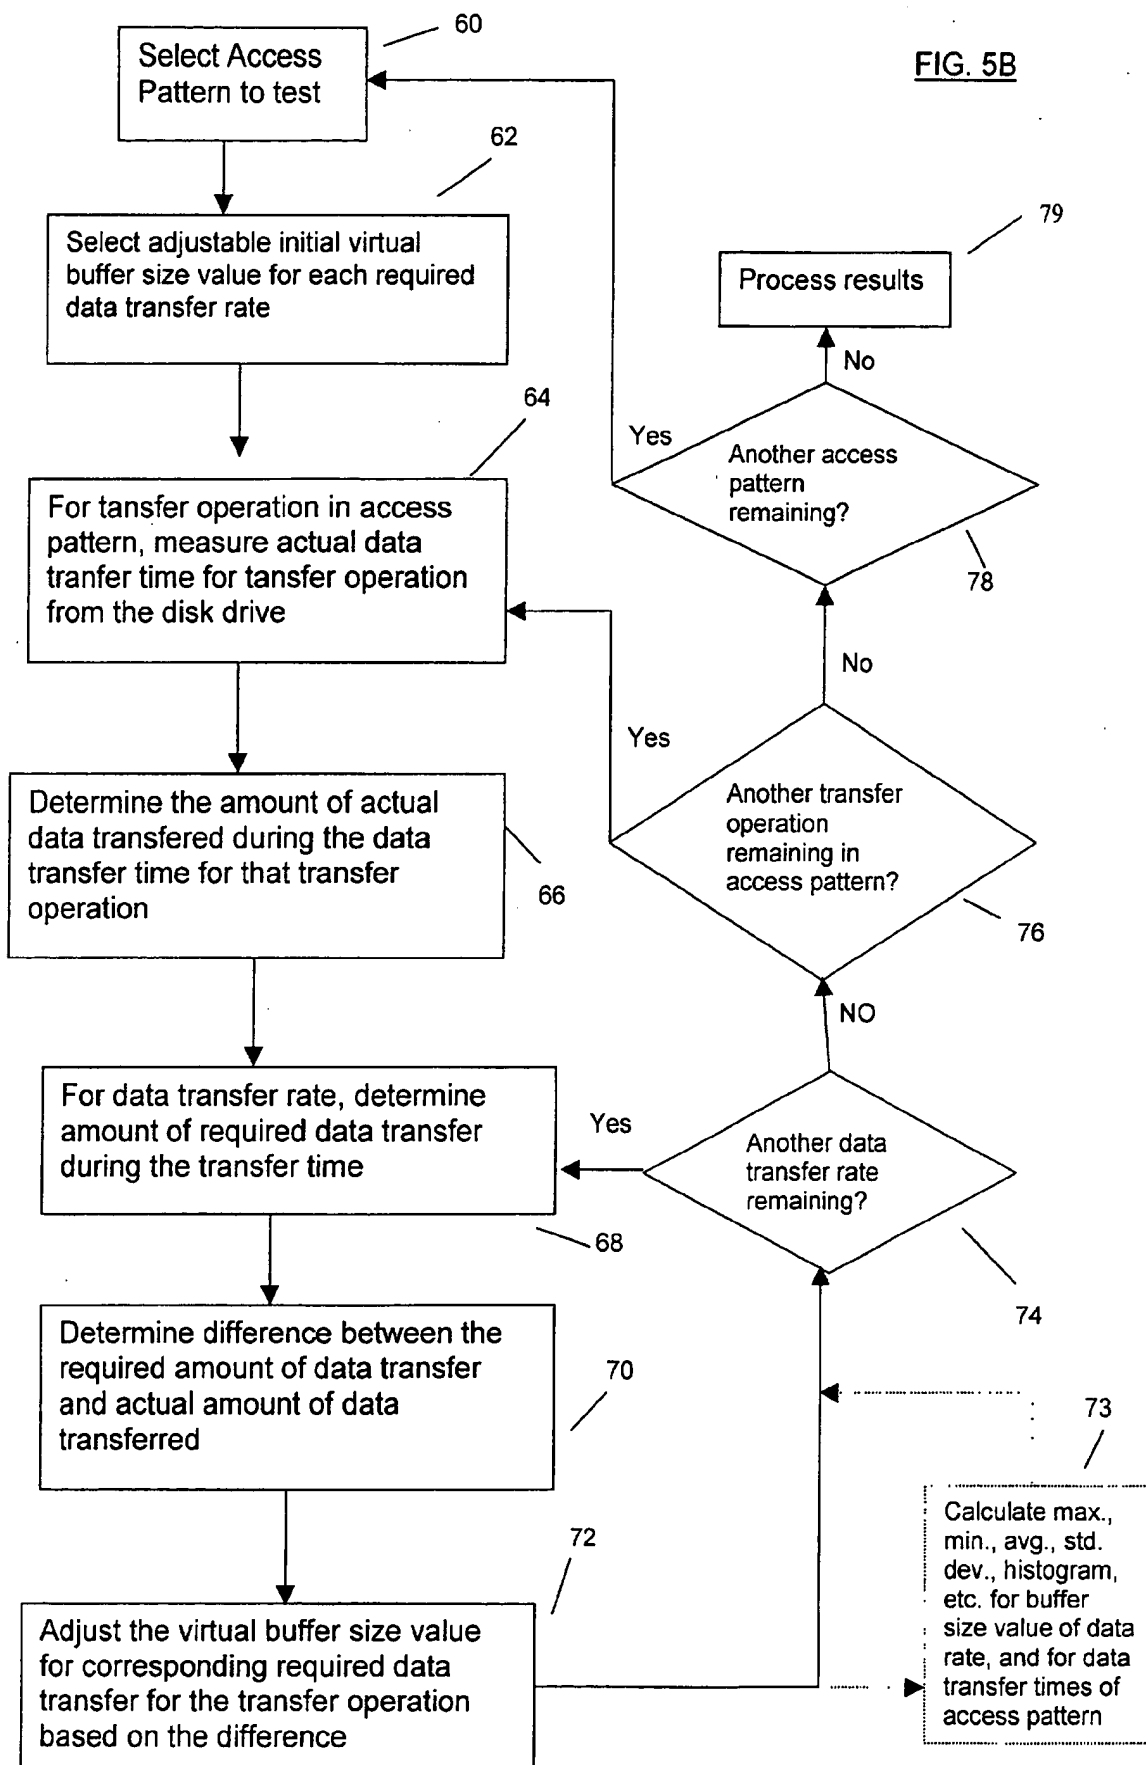 60
Select Access
Pattern to test
FIG. 5B
62
Select adjustable initial virtual
buffer size value for each required
data transfer rate
79
Process results
No
64
Yes
Another access
pattern
remaining?
78
For tansfer operation in access
pattern, measure actual data
tranfer time for tansfer operation
from the disk drive
No
Yes
Another transfer
operation
remaining in
access pattern?
76
Determine the amount of actual
data transfered during the data
transfer time for that transfer
operation
66
NO
For data transfer rate, determine
amount of required data transfer
during the transfer time
68
Yes
Another data
transfer rate
remaining?
74
Determine difference between the
required amount of data transfer
and actual amount of data
transferred
70
73
Calculate max.,
min., avg., std.
dev., histogram,
etc. for buffer
size value of data
rate, and for data
transfer times of
access pattern
72
Adjust the virtual buffer size value
for corresponding required data
transfer for the transfer operation
based on the difference